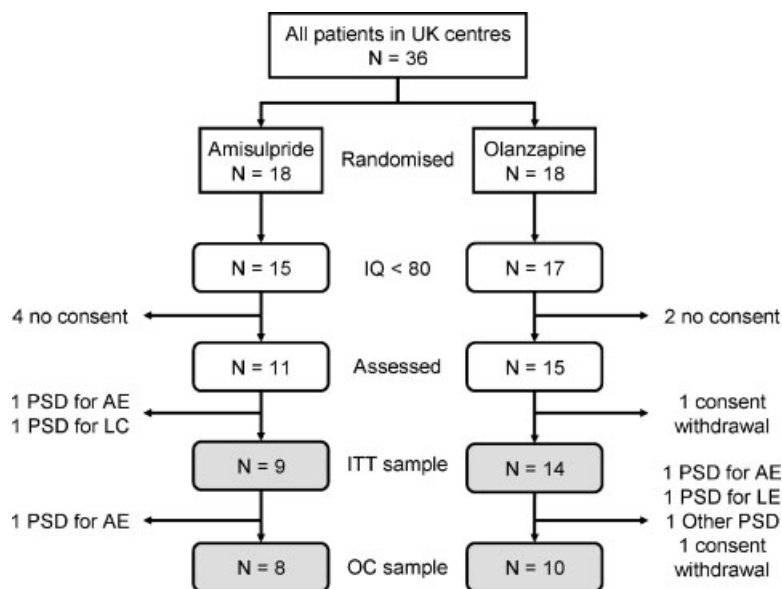 All patients in UK centres
N = 36
Amisulpride
N = 18
Randomised
Olanzapine
N = 18
N = 15
IQ < 80
N = 17
4 no consent
2 no consent
N = 11
Assessed
N = 15
1 PSD for AE
1 PSD for LC
1 consent
withdrawal
N = 9
ITT sample
N = 14
1 PSD for AE
1 PSD for AE
1 PSD for LE
1 Other PSD
1 consent
withdrawal
N = 8
OC sample
N = 10